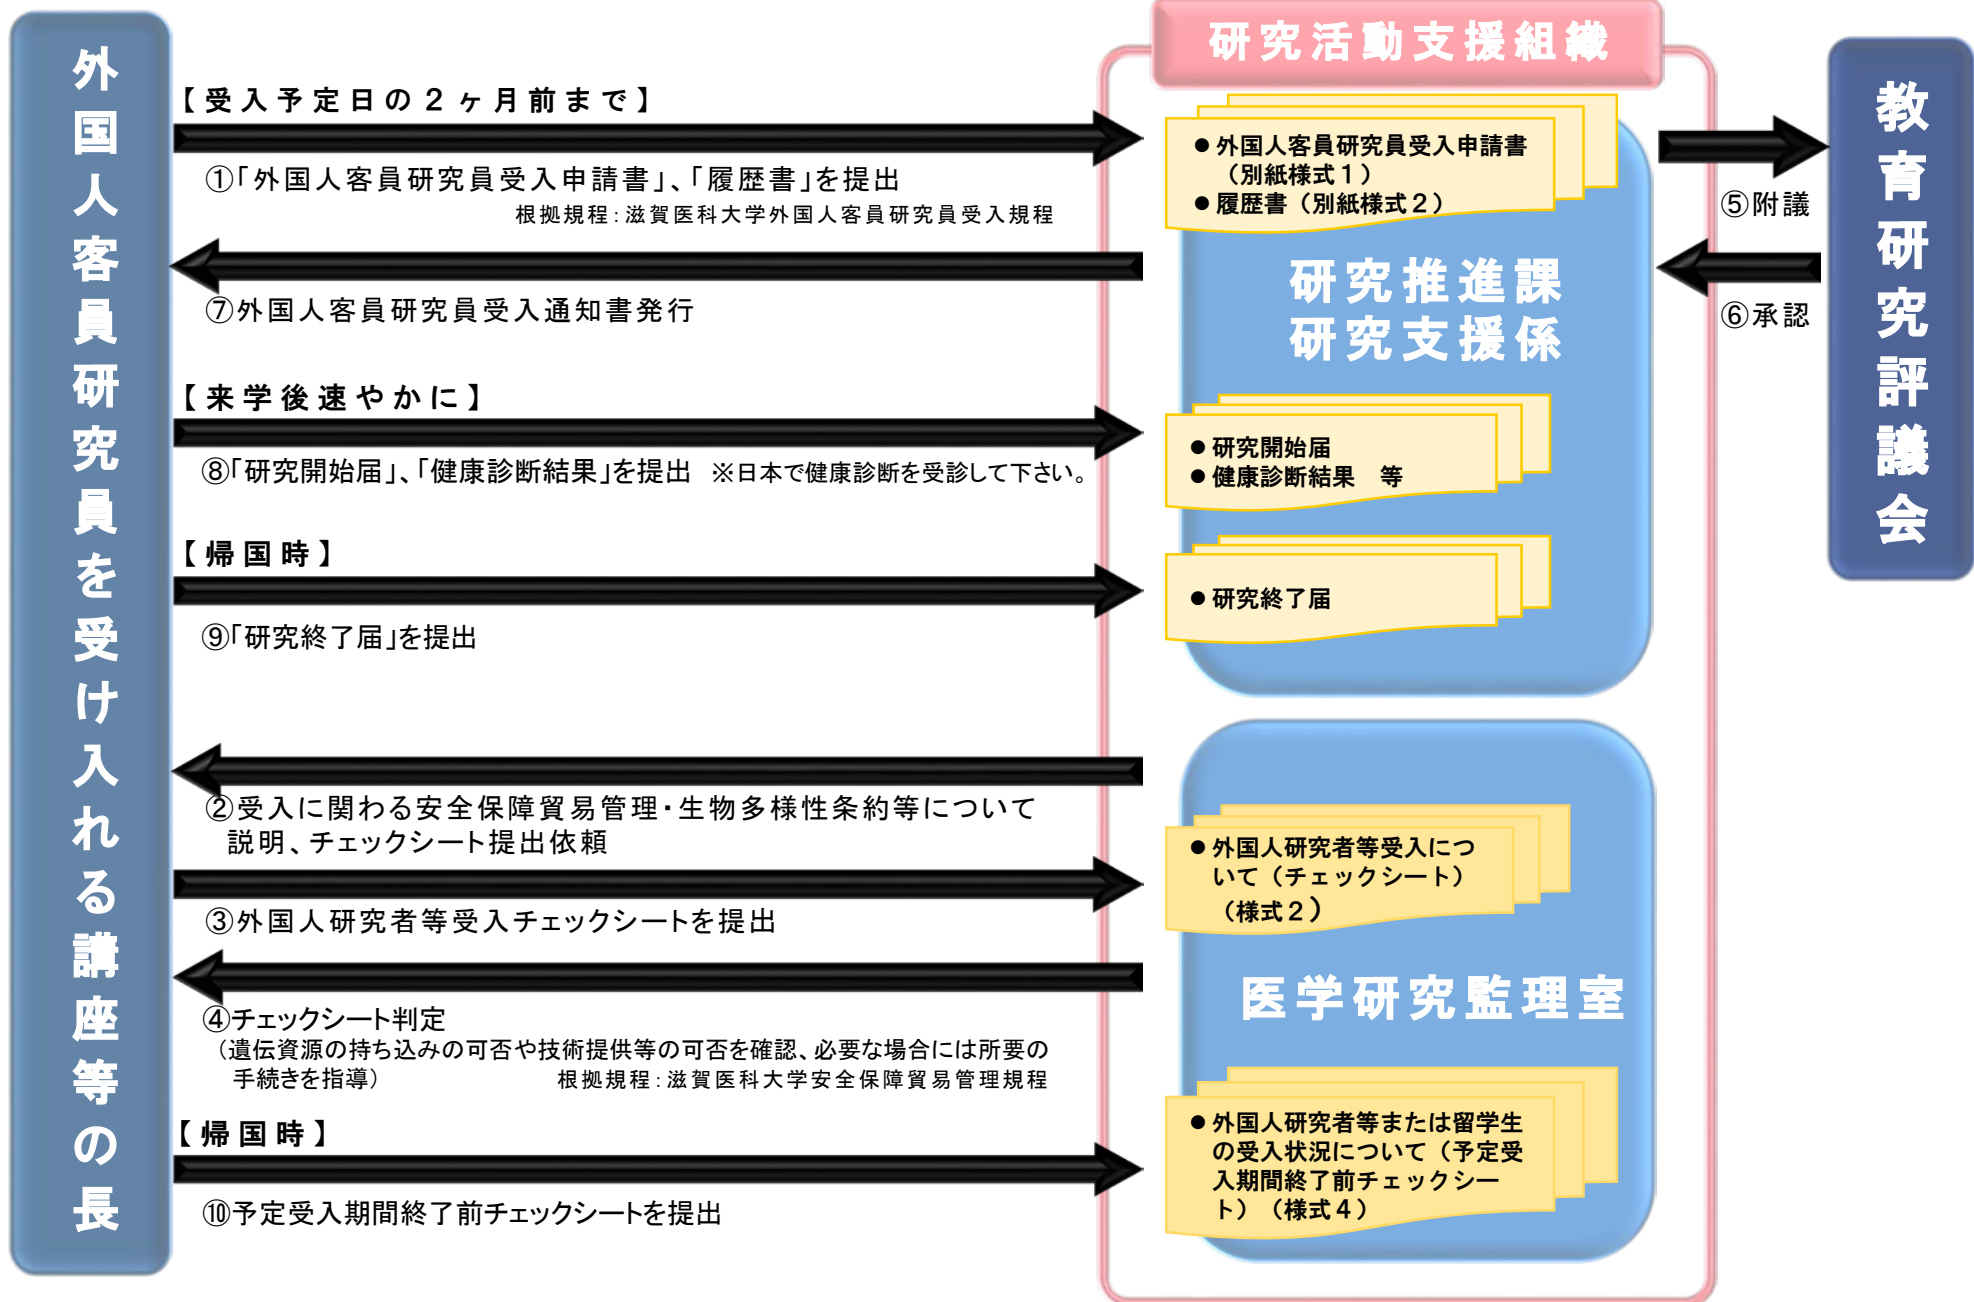 外国人客員研究員を受け入れる講座等の長
研究活動支援組織
教育研究評議会
【受入予定日の２ヶ月前まで】
①「外国人客員研究員受入申請書」、「履歴書」を提出
根拠規程：滋賀医科大学外国人客員研究員受入規程
● 外国人客員研究員受入申請書
（別紙様式１）
● 履歴書（別紙様式２）
⑤附議
⑦外国人客員研究員受入通知書発行
研究推進課
研究支援係
⑥承認
【来学後速やかに】
⑧「研究開始届」、「健康診断結果」を提出　※日本で健康診断を受診して下さい。
● 研究開始届
● 健康診断結果　等
【帰国時】
⑨「研究終了届」を提出
● 研究終了届
②受入に関わる安全保障貿易管理・生物多様性条約等について
説明、チェックシート提出依頼
③外国人研究者等受入チェックシートを提出
● 外国人研究者等受入につ
いて（チェックシート）
（様式２）
④チェックシート判定
（遺伝資源の持ち込みの可否や技術提供等の可否を確認、必要な場合には所要の
手続きを指導）　根拠規程：滋賀医科大学安全保障貿易管理規程
医学研究監理室
【帰国時】
⑩予定受入期間終了前チェックシートを提出
● 外国人研究者等または留学生
の受入状況について（予定受
入期間終了前チェックシー
ト）（様式４）